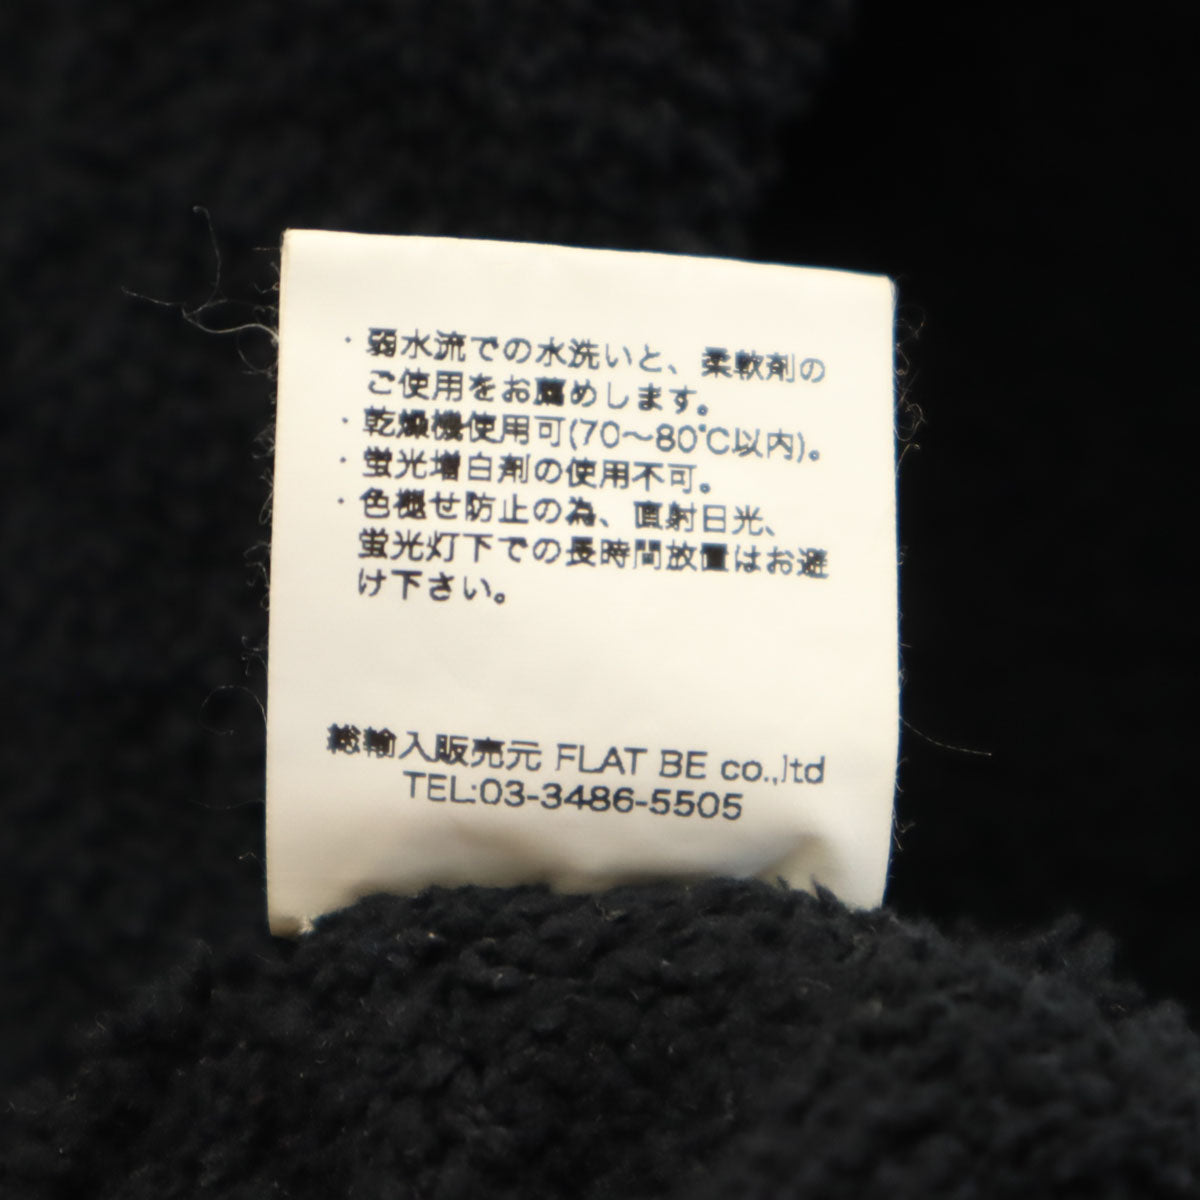 ・弱水流での水洗いと、柔軟剤の
ご使用をお薦めします。
・乾燥機使用可(70～80℃以内)。
・蛍光増白剤の使用不可。
・色褪せ防止の為、直射日光、
蛍光灯下での長時間放置はお避
け下さい。
総輸入販売元 FLAT BE co.,ltd
TEL:03-3486-5505